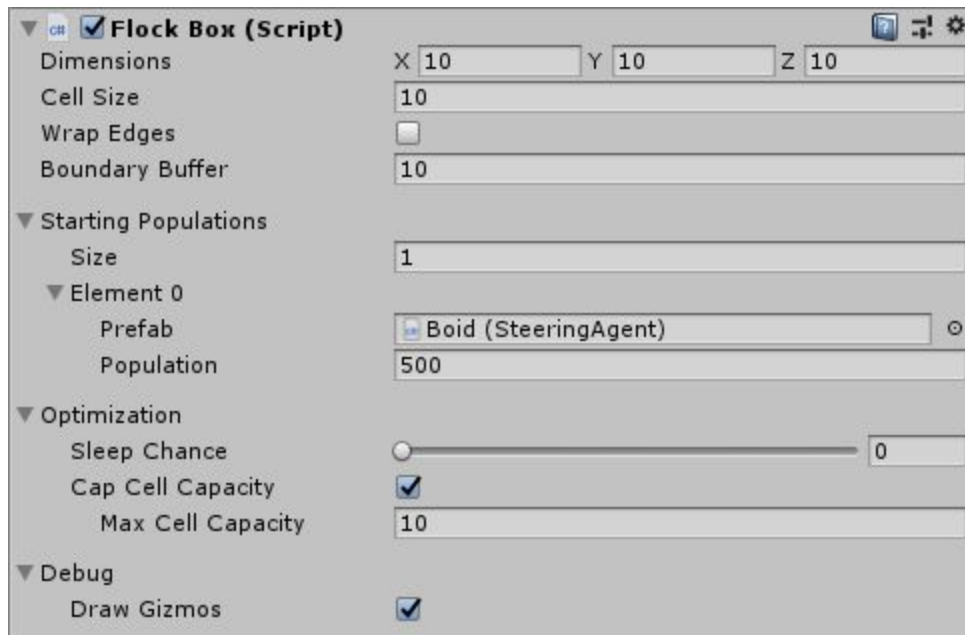 Flock Box (Script)
Dimensions X 10 Y 10 Z 10
Cell Size 10
Wrap Edges
Boundary Buffer 10
Starting Populations
Size 1
Element 0
Prefab Boid (SteeringAgent)
Population 500
Optimization
Sleep Chance 0
Cap Cell Capacity
Max Cell Capacity 10
Debug
Draw Gizmos